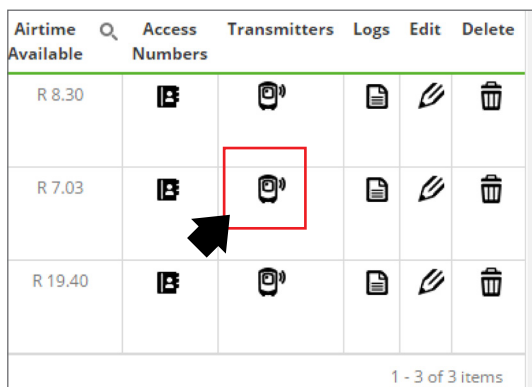 Airtime Available Access Numbers Transmitters Logs Edit Delete
R 8.30
R 7.03
R 19.40
1 - 3 of 3 items